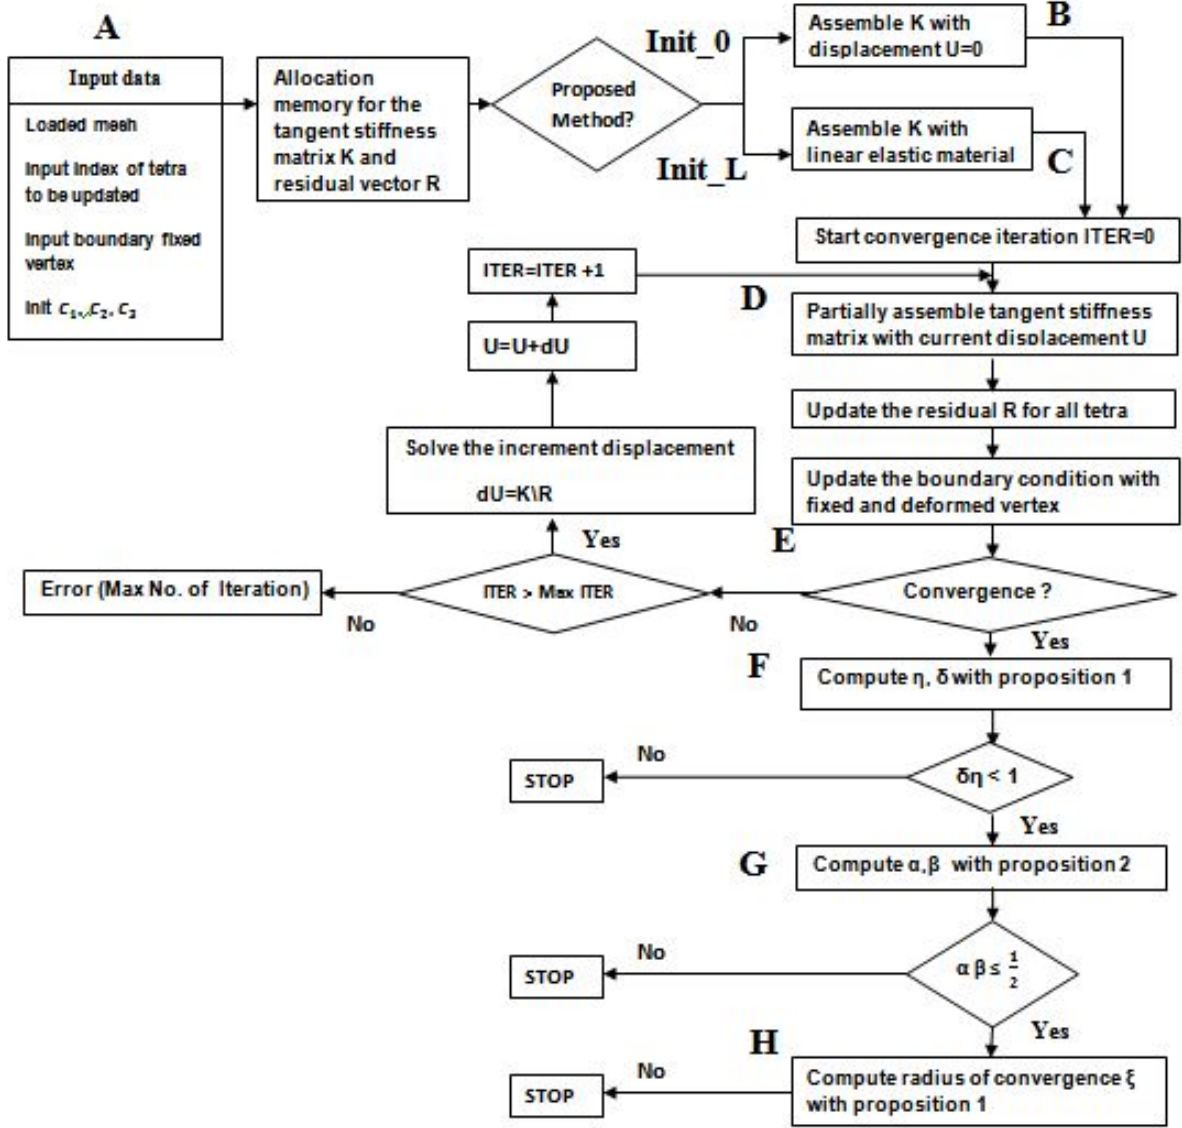 A
Input data
Loaded mesh
Input Index of tetra
to be updated
Input boundary fixed
vertex
Init c₁,,c₂, c₃
Allocation
memory for the
tangent stiffness
matrix K and
residual vector R
Proposed
Method?
Init_0
Init_L
Assemble K with
displacement U=0
B
Assemble K with
linear elastic material
C
Start convergence iteration ITER=0
ITER=ITER +1
D
Partially assemble tangent stiffness
matrix with current displacement U
U=U+dU
Update the residual R for all tetra
Solve the increment displacement
dU=K\R
Update the boundary condition with
fixed and deformed vertex
Yes
E
Error (Max No. of Iteration)
No
ITER > Max ITER
No
Convergence ?
Yes
F
Compute η, δ with proposition 1
STOP
No
δη < 1
Yes
G
Compute α,β with proposition 2
STOP
No
α β ≤ 1/2
Yes
H
Compute radius of convergence ξ
with proposition 1
No
STOP